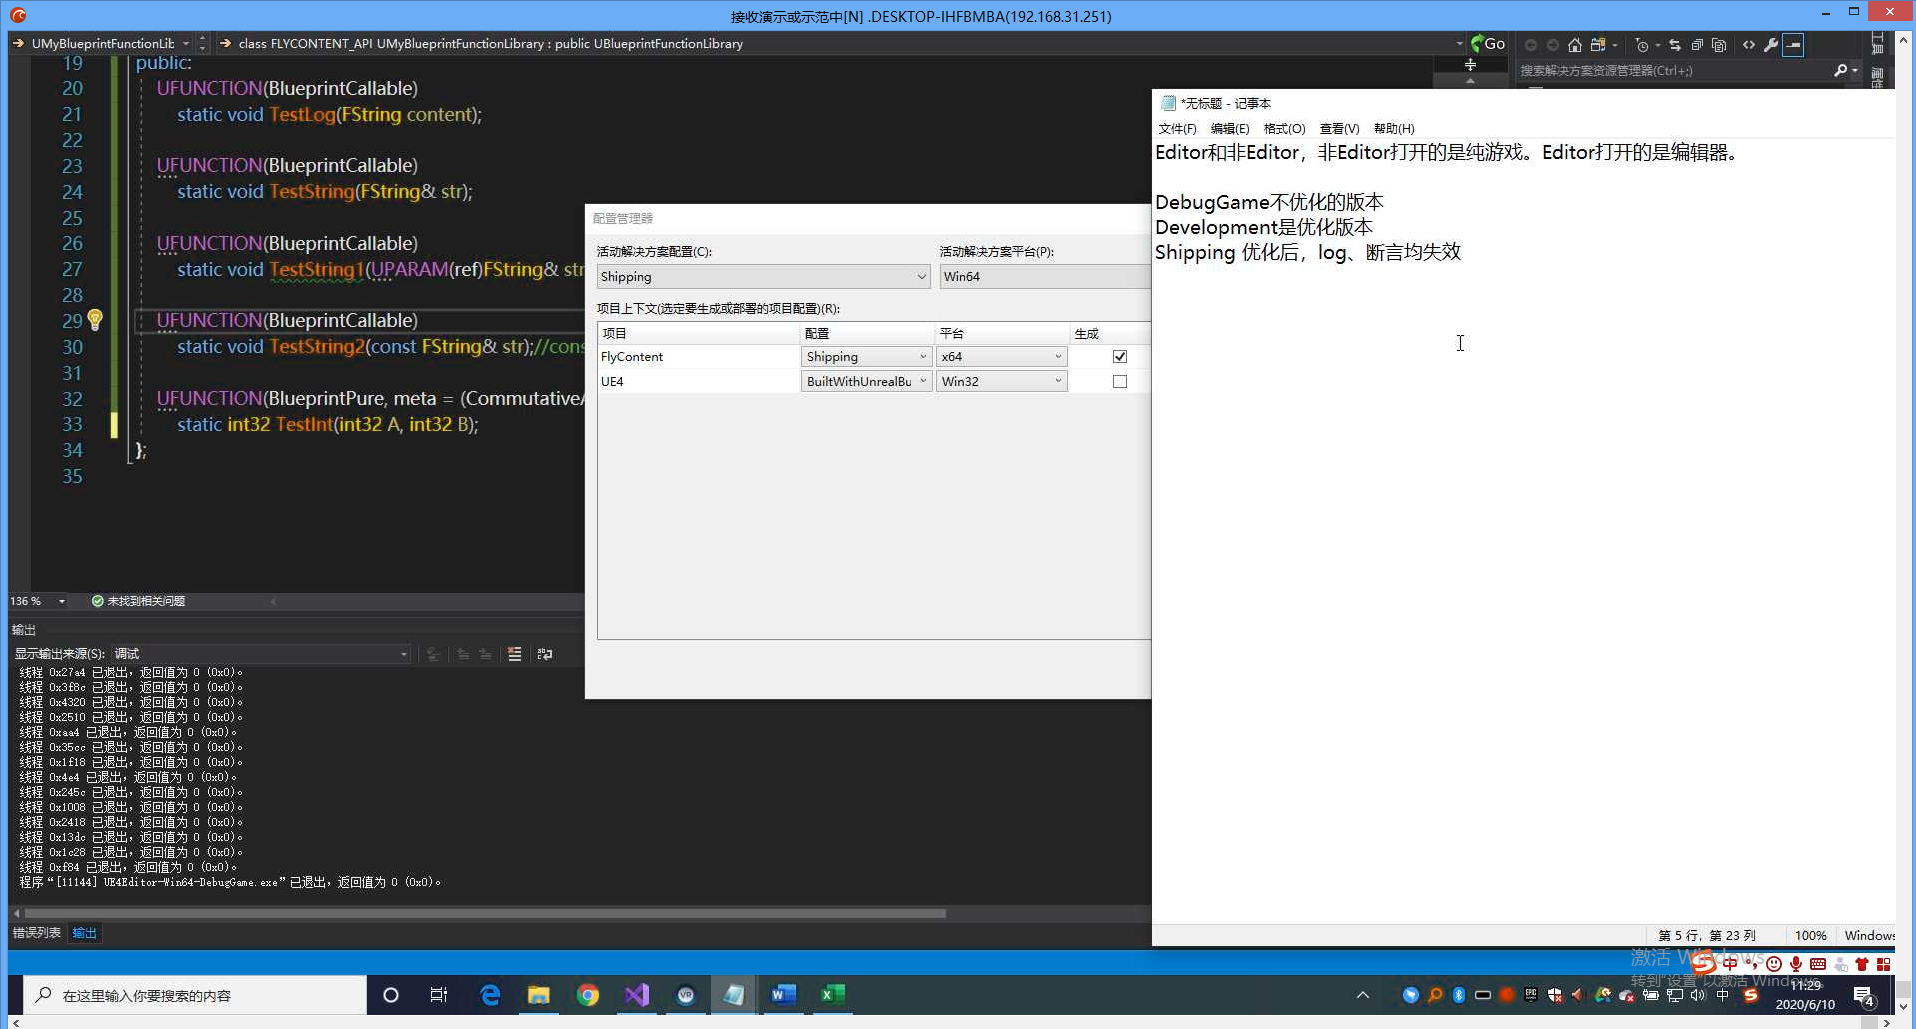 接收演示或示范中[N] .DESKTOP-IHFBMBA(192.168.31.251)
UMyBlueprintFunctionLib
class FLYCONTENT_API UMyBlueprintFunctionLibrary : public UBlueprintFunctionLibrary
Go
搜索解决方案资源管理器(Ctrl+;)
19 public:
20 UFUNCTION(BlueprintCallable)
21 static void TestLog(FString content);
22
23 UFUNCTION(BlueprintCallable)
24 static void TestString(FString& str);
25
26 UFUNCTION(BlueprintCallable)
27 static void TestString1(UPARAM(ref)FString& str
28
29 UFUNCTION(BlueprintCallable)
30 static void TestString2(const FString& str);//cons
31
32 UFUNCTION(BlueprintPure, meta = (Commutative
33 static int32 TestInt(int32 A, int32 B);
34 };
35
136 %
未找到相关问题
配置管理器
活动解决方案配置(C):
活动解决方案平台(P):
Shipping
Win64
项目上下文(选定要生成或部署的项目配置)(R):
项目 配置 平台 生成
FlyContent Shipping x64
UE4 BuiltWithUnrealBu Win32
*无标题 - 记事本
文件(F) 编辑(E) 格式(O) 查看(V) 帮助(H)
Editor和非Editor，非Editor打开的是纯游戏。Editor打开的是编辑器。
DebugGame不优化的版本
Development是优化版本
Shipping 优化后，log、断言均失效
第 5 行，第 23 列
100%
Windows
输出
显示输出来源(S): 调试
线程 0x27a4 已退出，返回值为 0 (0x0)。
线程 0x3f8c 已退出，返回值为 0 (0x0)。
线程 0x4320 已退出，返回值为 0 (0x0)。
线程 0x2510 已退出，返回值为 0 (0x0)。
线程 0xaa4 已退出，返回值为 0 (0x0)。
线程 0x35cc 已退出，返回值为 0 (0x0)。
线程 0x1f18 已退出，返回值为 0 (0x0)。
线程 0x4e4 已退出，返回值为 0 (0x0)。
线程 0x245c 已退出，返回值为 0 (0x0)。
线程 0x1008 已退出，返回值为 0 (0x0)。
线程 0x2418 已退出，返回值为 0 (0x0)。
线程 0x13dc 已退出，返回值为 0 (0x0)。
线程 0x1c28 已退出，返回值为 0 (0x0)。
线程 0xf84 已退出，返回值为 0 (0x0)。
程序“[11144] UE4Editor-Win64-DebugGame.exe”已退出，返回值为 0 (0x0)。
错误列表 输出
激活 Windows
转到"设置"以激活 Windows。
中
在这里输入你要搜索的内容
中
11:29
2020/6/10
4